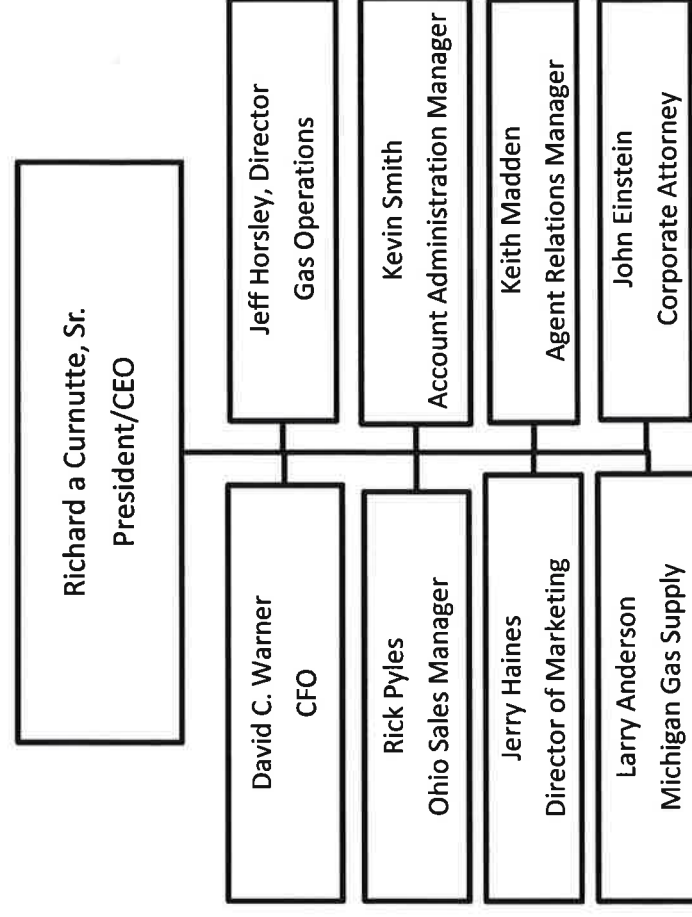 Richard a Curnutte, Sr.
President/CEO
David C. Warner
CFO
Jeff Horsley, Director
Gas Operations
Rick Pyles
Ohio Sales Manager
Kevin Smith
Account Administration Manager
Jerry Haines
Director of Marketing
Keith Madden
Agent Relations Manager
Larry Anderson
Michigan Gas Supply
John Einstein
Corporate Attorney